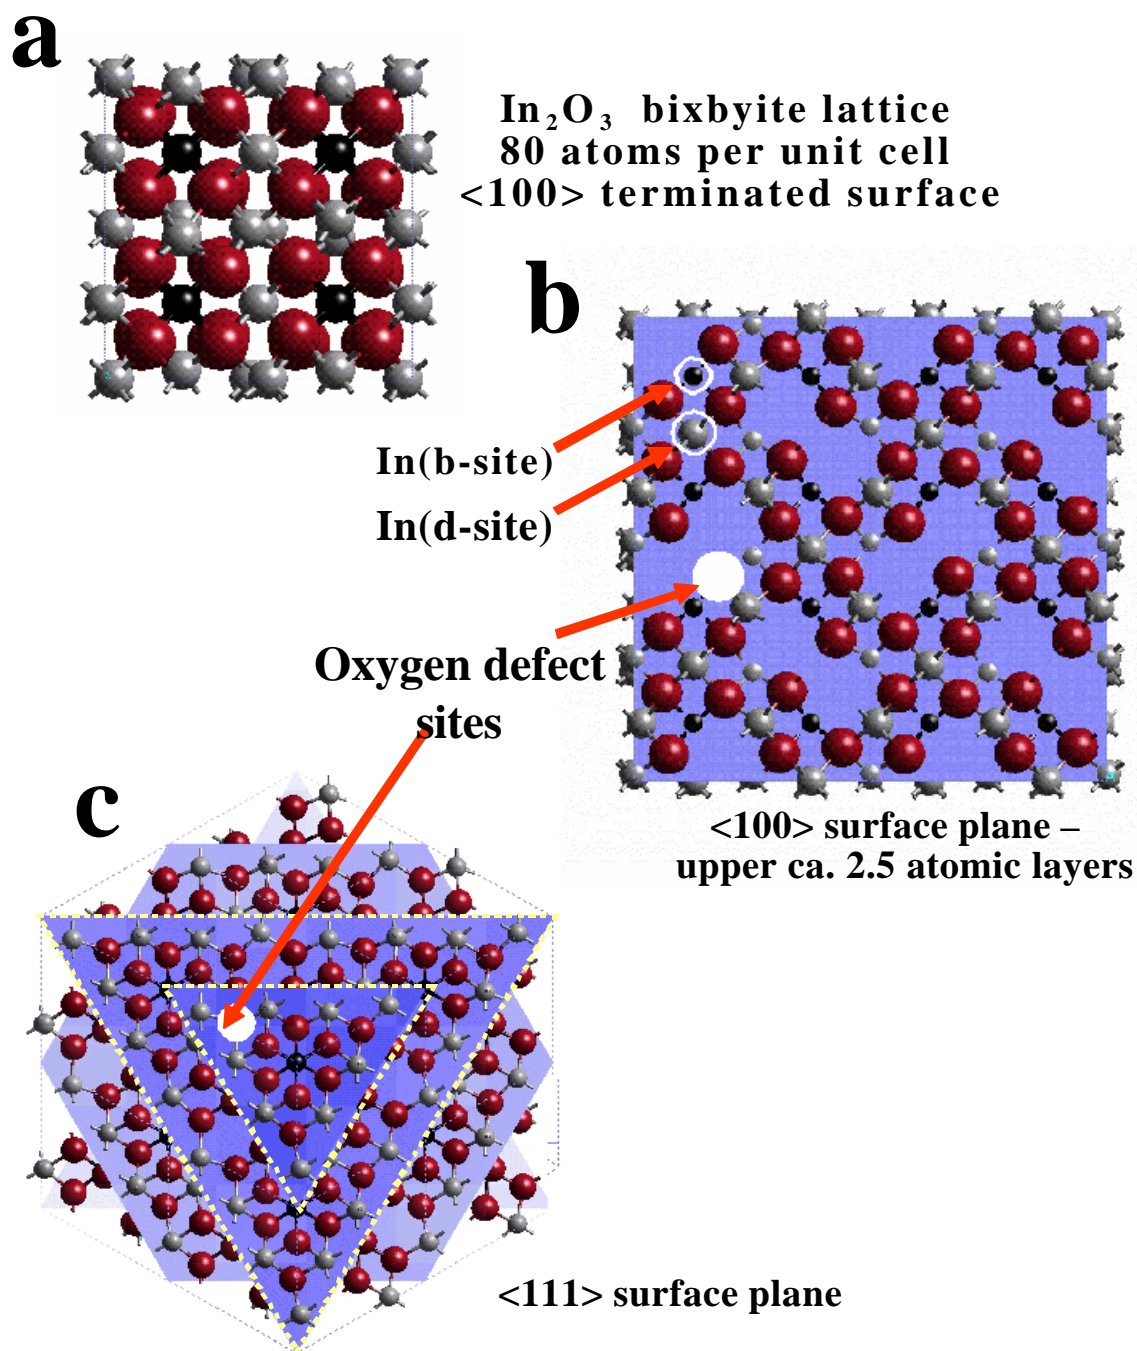 a
In₂O₃ bixbyite lattice
80 atoms per unit cell
<100> terminated surface
b
In(b-site)
In(d-site)
Oxygen defect
sites
<100> surface plane –
upper ca. 2.5 atomic layers
c
<111> surface plane